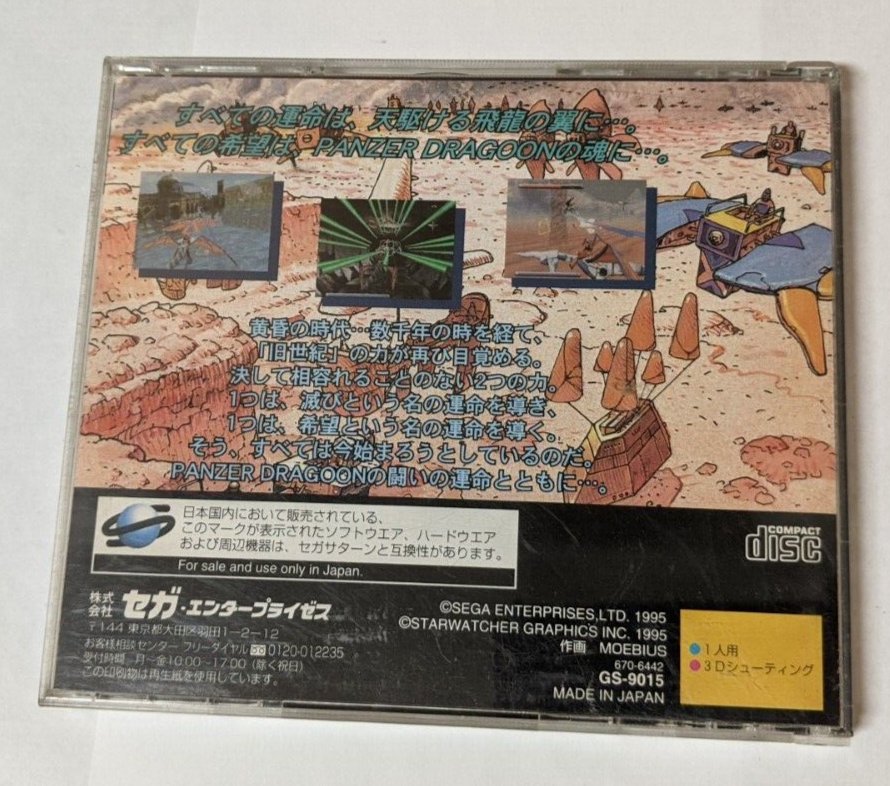 すべての運命は、天駆ける飛龍の翼に…。
すべての希望は、PANZER DRAGOONの魂に…。
黄昏の時代…数千年の時を経て、
「旧世紀」の力が再び目覚める。
決して相容れることのない2つの力。
1つは、滅びという名の運命を導き、
1つは、希望という名の運命を導く。
そう、すべては今始まろうとしているのだ。
PANZER DRAGOONの闘いの運命とともに…。
日本国内において販売されている、
このマークが表示されたソフトウエア、ハードウエア
および周辺機器は、セガサターンと互換性があります。
For sale and use only in Japan.
COMPACT
disc
株式会社 セガ・エンタープライゼス
〒144 東京都大田区羽田1-2-12
お客様相談センター フリーダイヤル 0120-012235
受付時間 月〜金10:00〜17:00 (除く祝日)
この印刷物は再生紙を使用しています。
©SEGA ENTERPRISES,LTD. 1995
©STARWATCHER GRAPHICS INC. 1995
作画 MOEBIUS
670-6442
GS-9015
MADE IN JAPAN
●1人用
●3Dシューティング